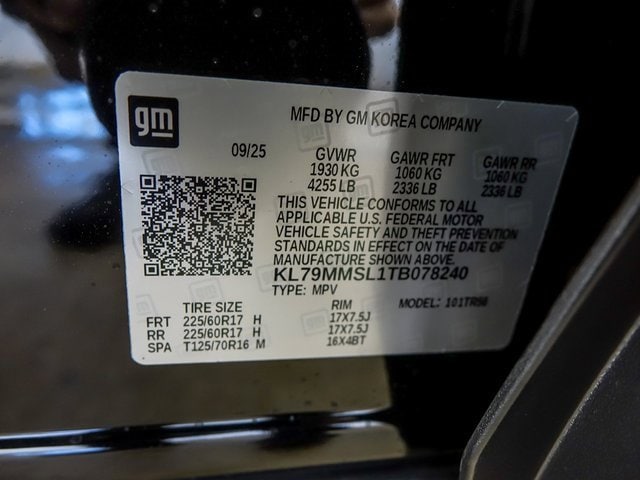 gm
MFD BY GM KOREA COMPANY
09/25 GVWR GAWR FRT GAWR RR
1930 KG 1060 KG 1060 KG
4255 LB 2336 LB 2336 LB
THIS VEHICLE CONFORMS TO ALL
APPLICABLE U.S. FEDERAL MOTOR
VEHICLE SAFETY AND THEFT PREVENTION
STANDARDS IN EFFECT ON THE DATE OF
MANUFACTURE SHOWN ABOVE.
KL79MMSL1TB078240
TYPE: MPV MODEL: 101TR56
TIRE SIZE RIM
FRT 225/60R17 H 17X7.5J
RR 225/60R17 H 17X7.5J
SPA T125/70R16 M 16X4BT